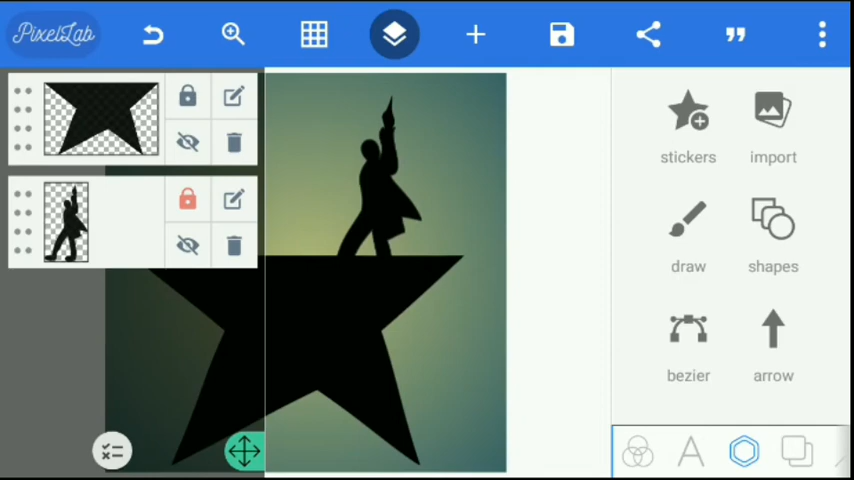 PixelLab
stickers
import
draw
shapes
bezier
arrow